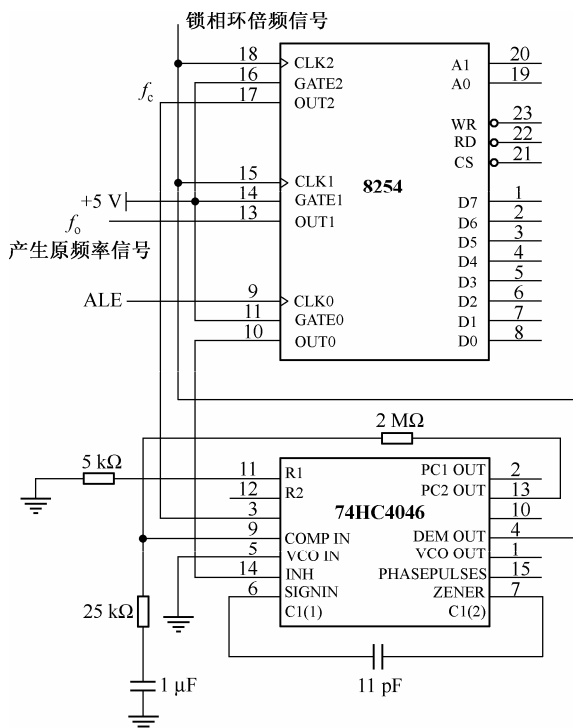 锁相环倍频信号
18 CLK2 A1 20
16 GATE2 A0 19
fc 17 OUT2
WR 23
RD 22
CS 21
15 CLK1
8254
+5 V 14 GATE1 D7 1
fo 13 OUT1 D6 2
产生原频率信号
D5 3
D4 4
D3 5
ALE 9 CLK0 D2 6
11 GATE0 D1 7
10 OUT0 D0 8
2 MΩ
5 kΩ 11 R1 PC1 OUT 2
12 R2 PC2 OUT 13
3 74HC4046 10
9 COMP IN DEM OUT 4
5 VCO IN VCO OUT 1
14 INH PHASEPULSES 15
6 SIGNIN ZENER 7
C1(1) C1(2)
25 kΩ
1 μF
11 pF